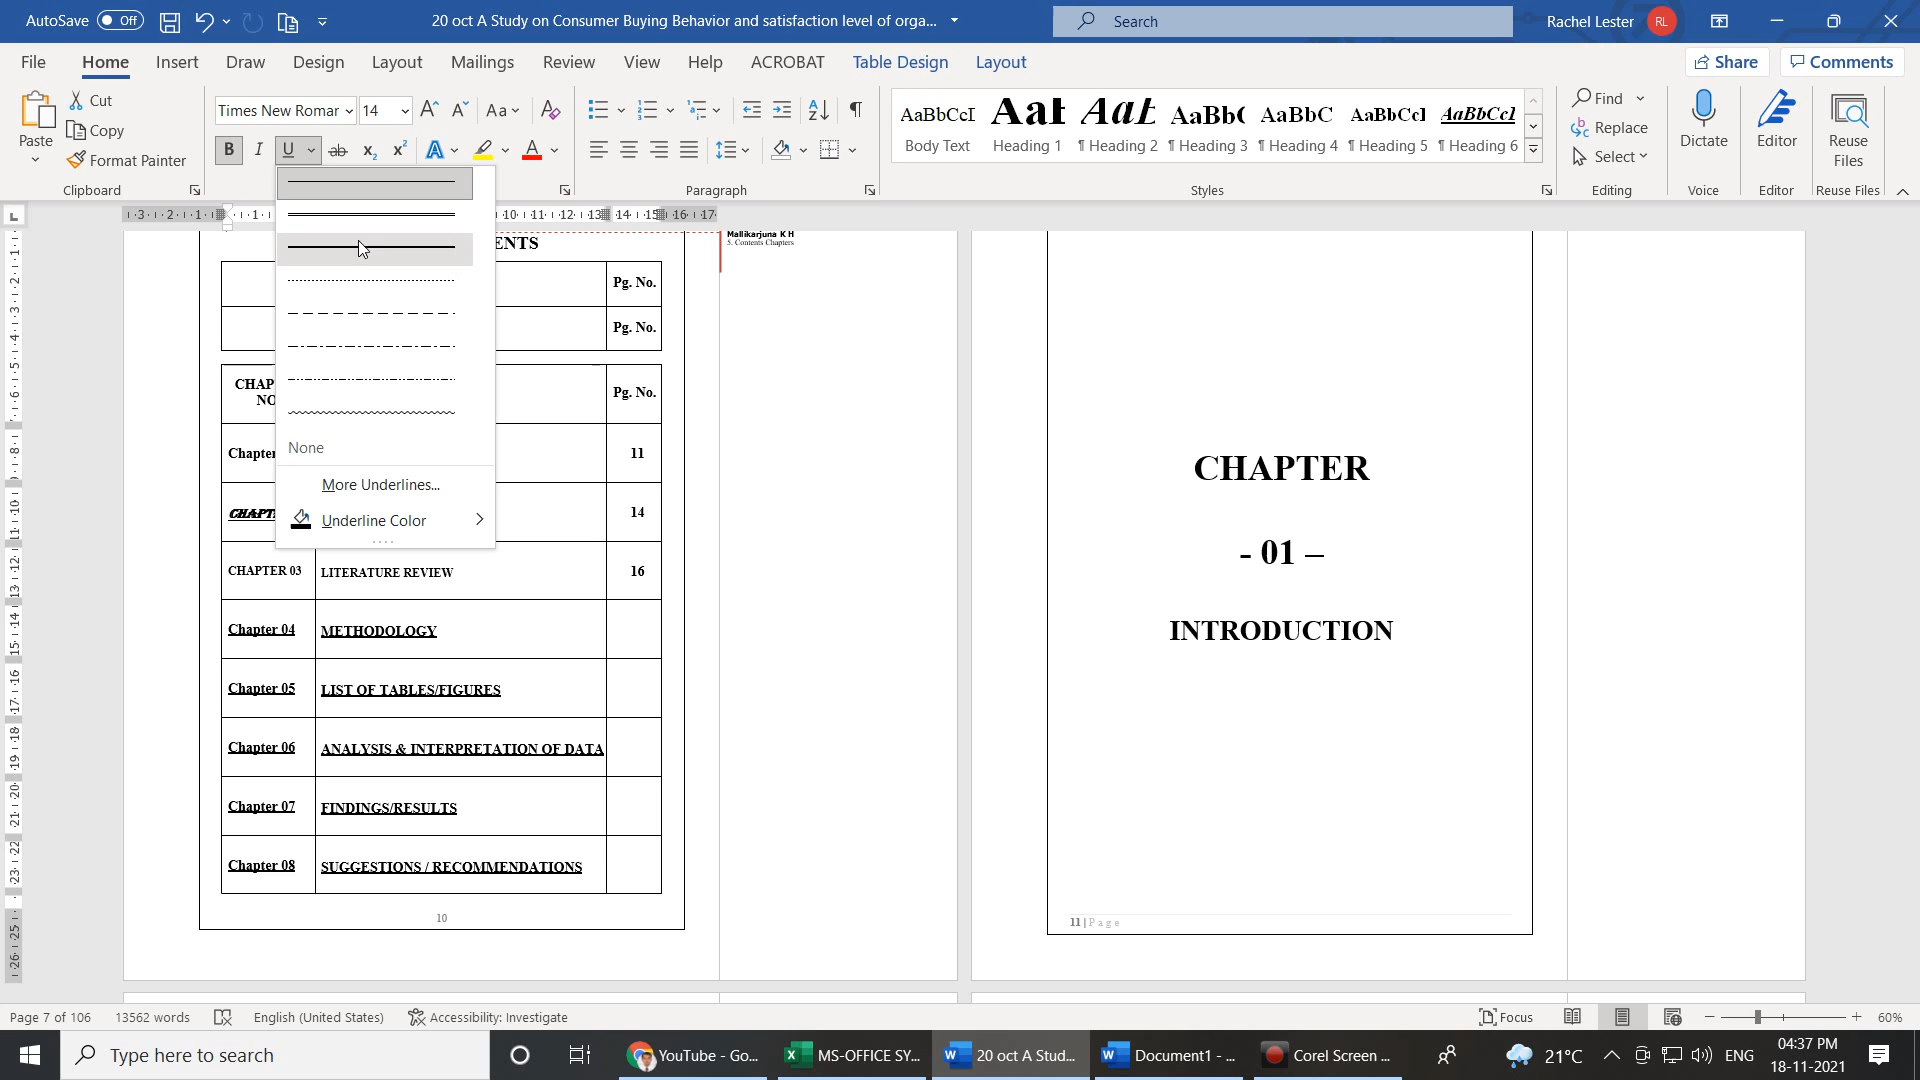 AutoSave Off
20 oct A Study on Consumer Buying Behavior and satisfaction level of orga...
Search
Rachel Lester RL
File Home Insert Draw Design Layout Mailings Review View Help ACROBAT Table Design Layout
Share Comments
Paste
Cut
Copy
Format Painter
Clipboard
Times New Romar 14
Paragraph
AaBbCcI
Body Text
Aal
Heading 1
Aal
¶ Heading 2
AaBb(
¶ Heading 3
AaBbC
¶ Heading 4
AaBbCcI
¶ Heading 5
AaBbCcI
¶ Heading 6
Styles
Find
Replace
Select
Editing
Dictate
Voice
Editor
Editor
Reuse
Files
Reuse Files
None
More Underlines...
Underline Color
ENTS
Mallikarjuna K H
5. Contents Chapters
Pg. No.
Pg. No.
CHAP
NO
Pg. No.
Chapter
11
CHAPT
14
CHAPTER 03 LITERATURE REVIEW 16
Chapter 04 METHODOLOGY
Chapter 05 LIST OF TABLES/FIGURES
Chapter 06 ANALYSIS & INTERPRETATION OF DATA
Chapter 07 FINDINGS/RESULTS
Chapter 08 SUGGESTIONS / RECOMMENDATIONS
10
CHAPTER
- 01 –
INTRODUCTION
11 | Page
Page 7 of 106 13562 words English (United States) Accessibility: Investigate
Focus 60%
Type here to search
YouTube - Go...
MS-OFFICE SY...
20 oct A Stud...
Document1 - ...
Corel Screen ...
21°C
ENG
04:37 PM
18-11-2021